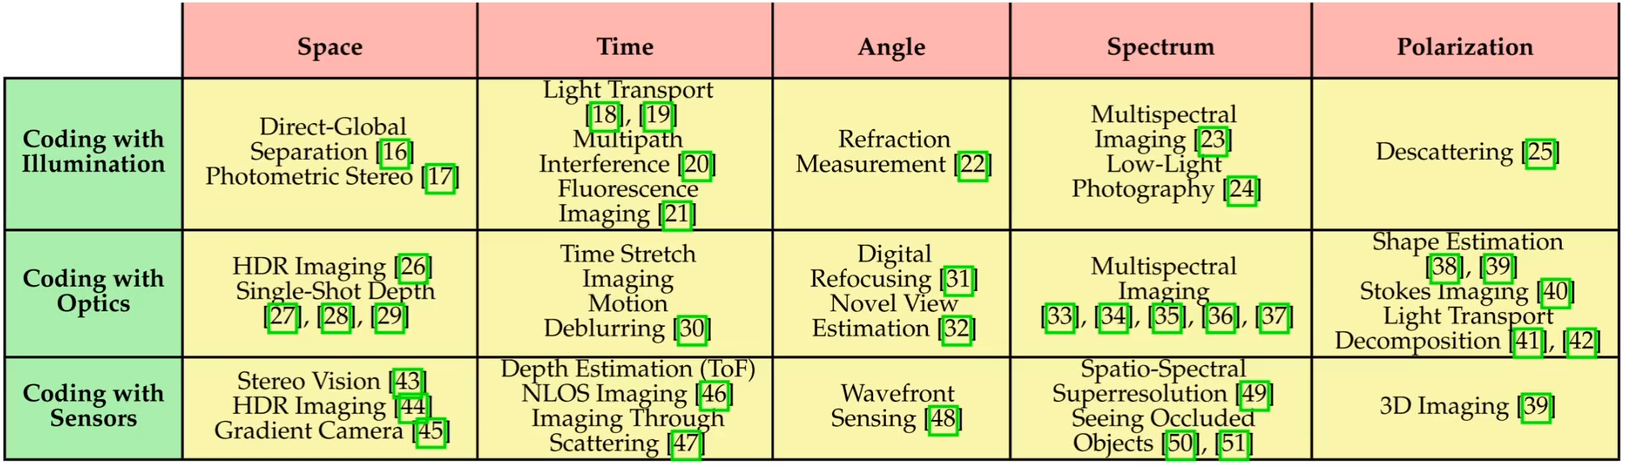 Space
Time
Angle
Spectrum
Polarization
Coding with
Illumination
Direct-Global
Separation [16]
Photometric Stereo [17]
Light Transport
[18], [19]
Multipath
Interference [20]
Fluorescence
Imaging [21]
Refraction
Measurement [22]
Multispectral
Imaging [23]
Low-Light
Photography [24]
Descattering [25]
Coding with
Optics
HDR Imaging [26]
Single-Shot Depth
[27], [28], [29]
Time Stretch
Imaging
Motion
Deblurring [30]
Digital
Refocusing [31]
Novel View
Estimation [32]
Multispectral
Imaging
[33], [34], [35], [36], [37]
Shape Estimation
[38], [39]
Stokes Imaging [40]
Light Transport
Decomposition [41], [42]
Coding with
Sensors
Stereo Vision [43]
HDR Imaging [44]
Gradient Camera [45]
Depth Estimation (ToF)
NLOS Imaging [46]
Imaging Through
Scattering [47]
Wavefront
Sensing [48]
Spatio-Spectral
Superresolution [49]
Seeing Occluded
Objects [50], [51]
3D Imaging [39]